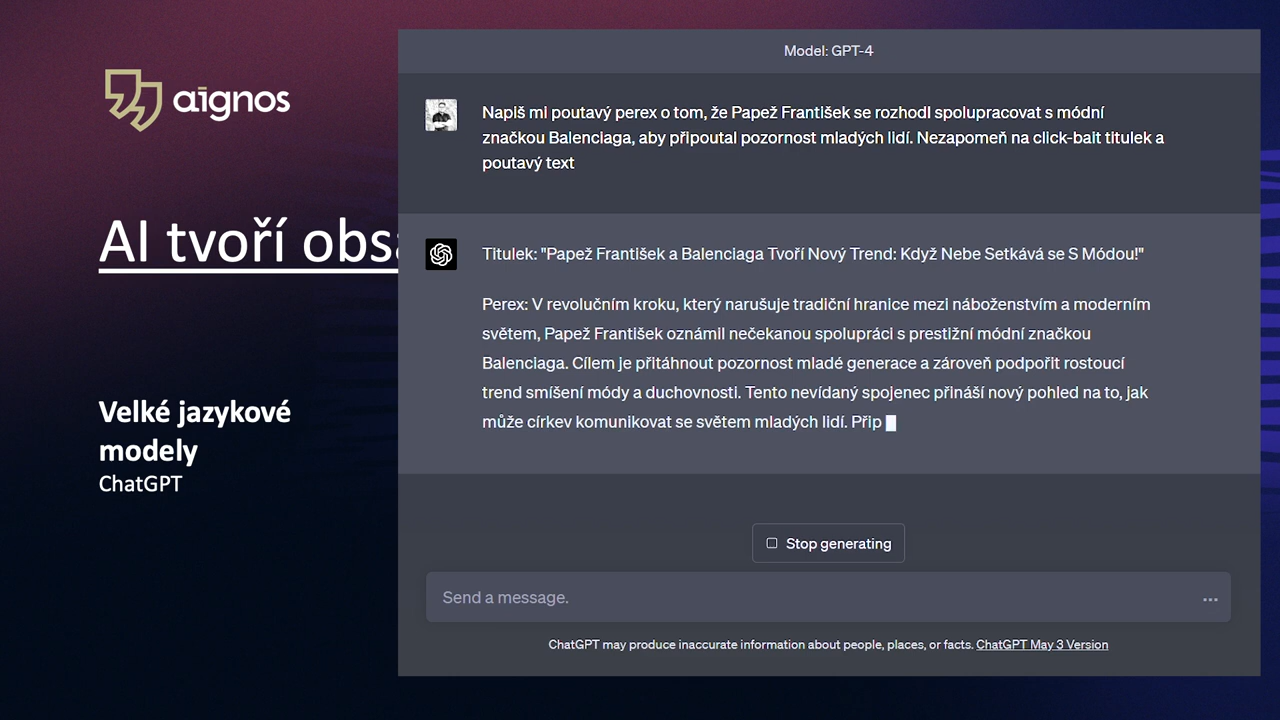 aignos
AI tvoří obs
Velké jazykové
modely
ChatGPT
Model: GPT-4
Napiš mi poutavý perex o tom, že Papež František se rozhodl spolupracovat s módní
značkou Balenciaga, aby připoutal pozornost mladých lidí. Nezapomeň na click-bait titulek a
poutavý text
Titulek: "Papež František a Balenciaga Tvoří Nový Trend: Když Nebe Setkává se S Módou!"
Perex: V revolučním kroku, který narušuje tradiční hranice mezi náboženstvím a moderním
světem, Papež František oznámil nečekanou spolupráci s prestižní módní značkou
Balenciaga. Cílem je přitáhnout pozornost mladé generace a zároveň podpořit rostoucí
trend smíšení módy a duchovnosti. Tento nevídaný spojenec přináší nový pohled na to, jak
může církev komunikovat se světem mladých lidí. Přip
Stop generating
Send a message.
ChatGPT may produce inaccurate information about people, places, or facts. ChatGPT May 3 Version